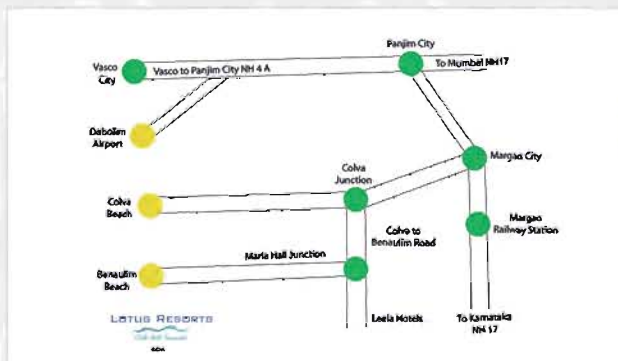 Panjim City
Vasco
City
Vasco to Panjim City NH 4 A
To Mumbai NH17
Dabolim
Airport
Margao City
Colva
Junction
Colva
Beach
Margao
Railway Station
Colva to
Benaulim Road
Maria Hall Junction
Benaulim
Beach
Leela Hotels
To Karnataka
NH 17
LOTUS RESORTS
GOA